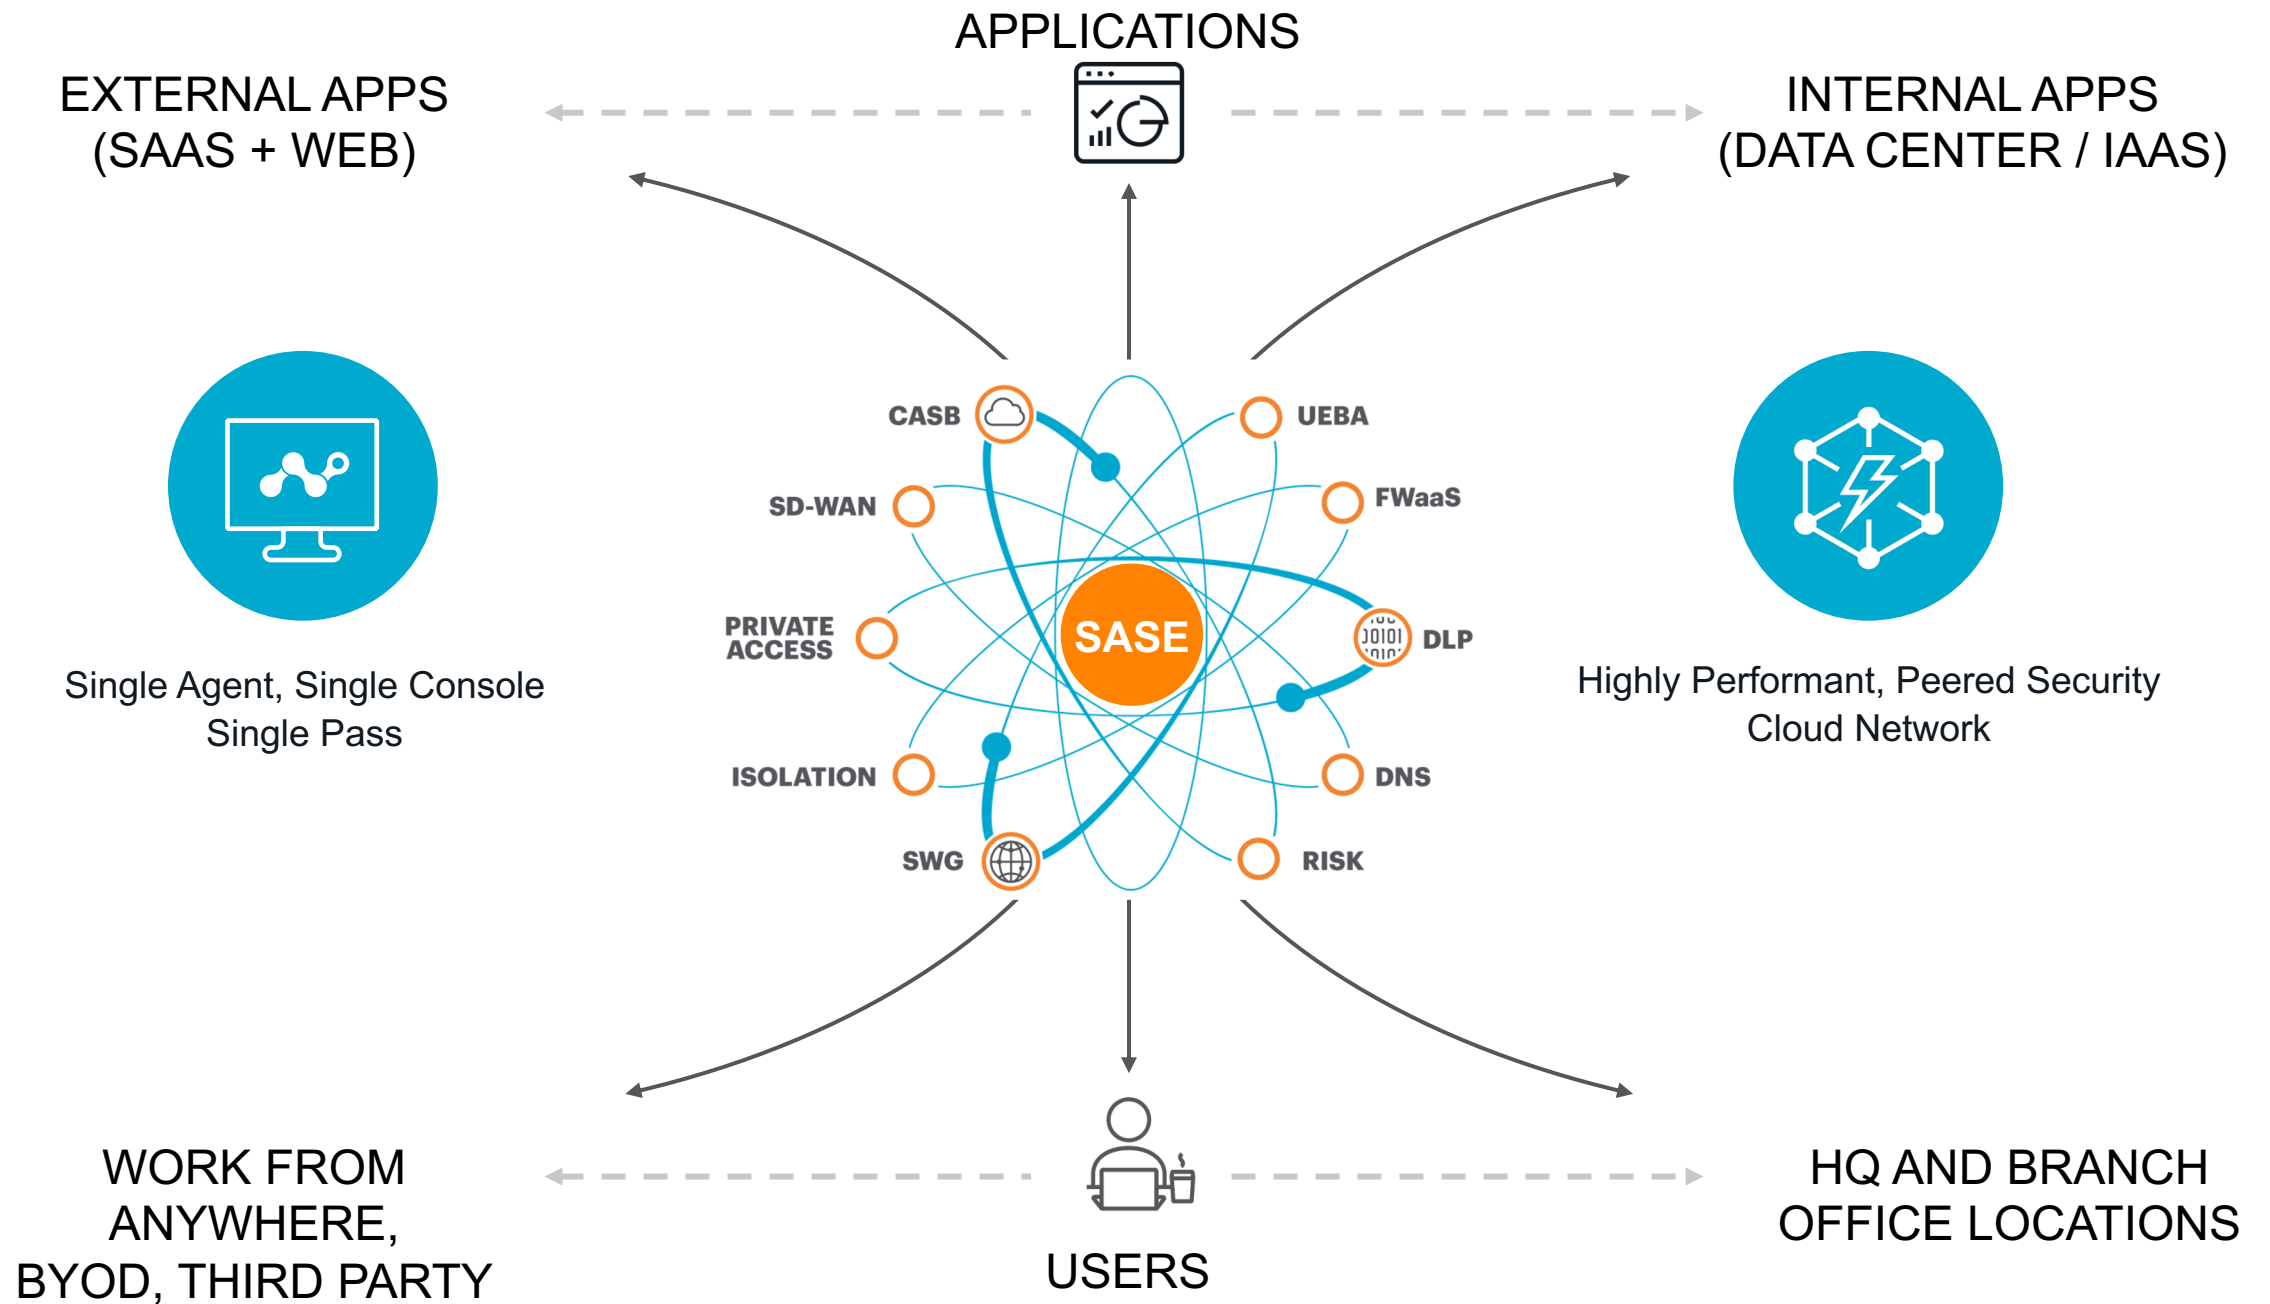 APPLICATIONS
EXTERNAL APPS
(SAAS + WEB)
INTERNAL APPS
(DATA CENTER / IAAS)
CASB
UEBA
SD-WAN
FWaaS
PRIVATE
ACCESS
SASE
DLP
Single Agent, Single Console
Single Pass
Highly Performant, Peered Security
Cloud Network
ISOLATION
DNS
SWG
RISK
WORK FROM
ANYWHERE,
BYOD, THIRD PARTY
USERS
HQ AND BRANCH
OFFICE LOCATIONS